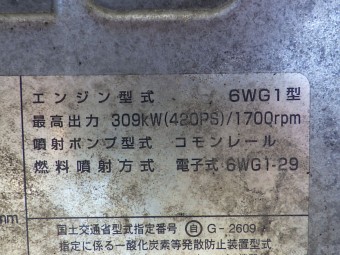 エンジン型式 6WG1型
最高出力 309kW(420PS)/1700rpm
噴射ポンプ型式 コモンレール
燃料噴射方式 電子式 6WG1-29
mm
国土交通省型式指定番号 自 G-2609
指定に係る一酸化炭素等発散防止装置型式